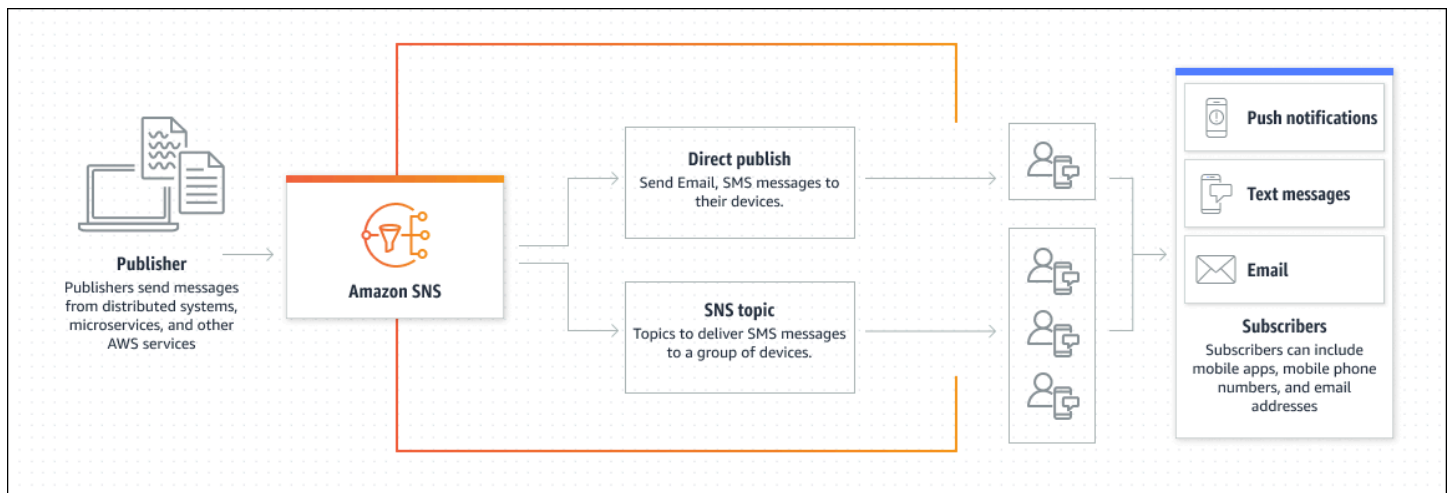 Publisher
Publishers send messages
from distributed systems,
microservices, and other
AWS services
Amazon SNS
Direct publish
Send Email, SMS messages to
their devices.
SNS topic
Topics to deliver SMS messages
to a group of devices.
Push notifications
Text messages
Email
Subscribers
Subscribers can include
mobile apps, mobile phone
numbers, and email
addresses